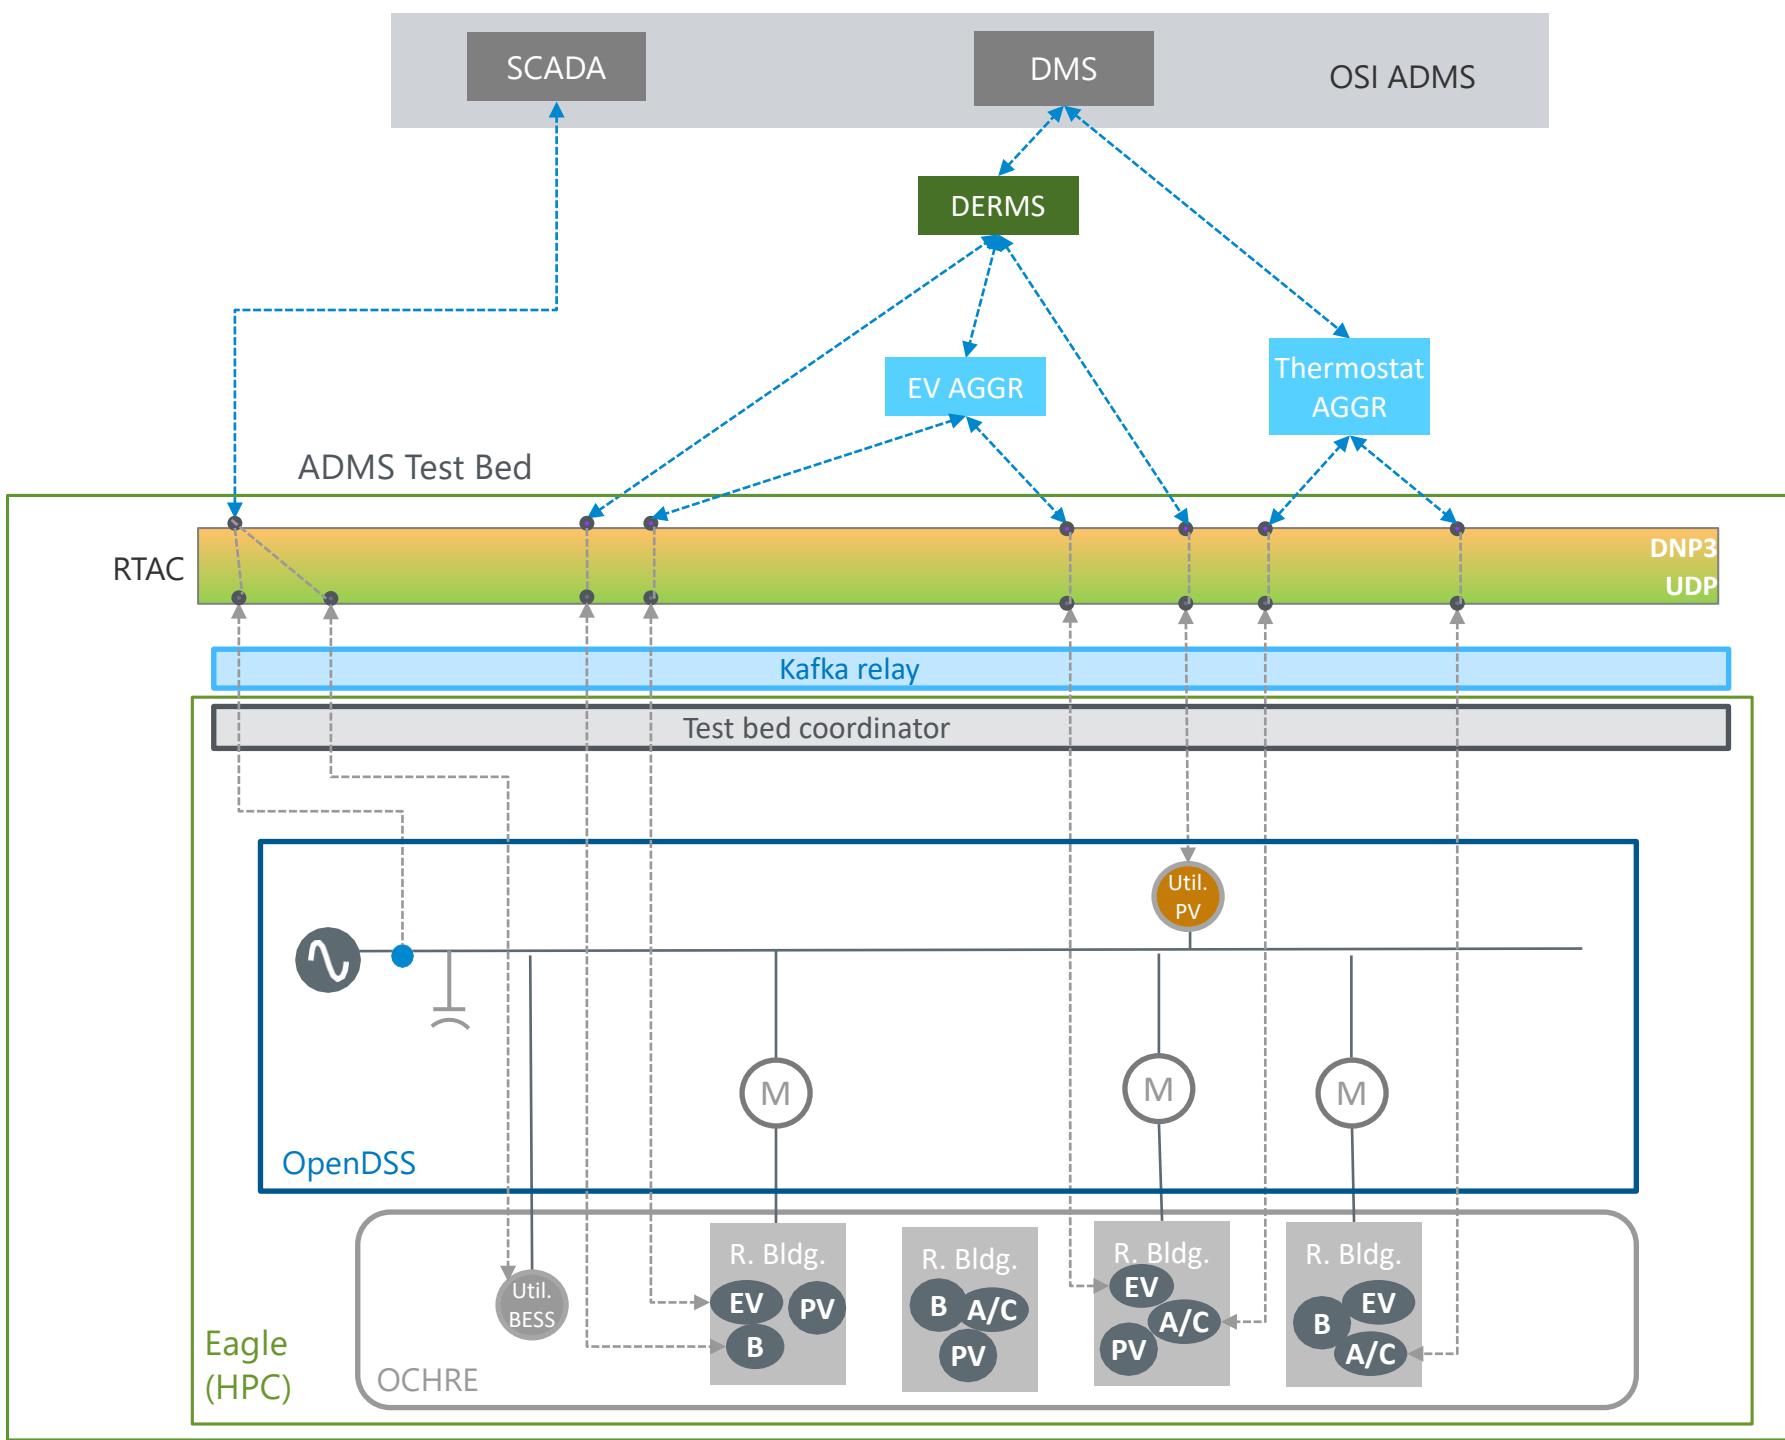 SCADA
DMS
OSI ADMS
DERMS
EV AGGR
Thermostat
AGGR
ADMS Test Bed
RTAC
DNP3
UDP
Kafka relay
Test bed coordinator
Util.
PV
M
M
M
OpenDSS
R. Bldg.
EV
PV
B
R. Bldg.
B
A/C
PV
R. Bldg.
EV
A/C
PV
R. Bldg.
EV
B
A/C
Util.
BESS
Eagle
(HPC)
OCHRE